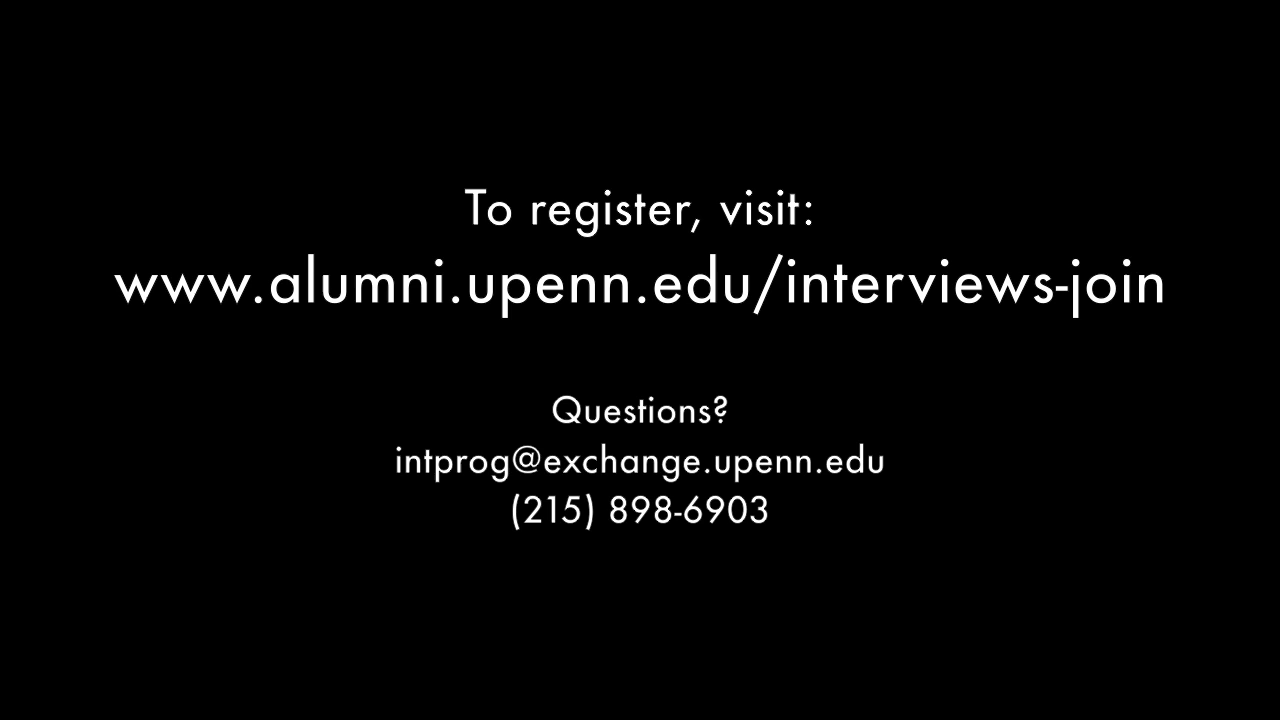 To register, visit:
www.alumni.upenn.edu/interviews-join
Questions?
intprog@exchange.upenn.edu
(215) 898-6903